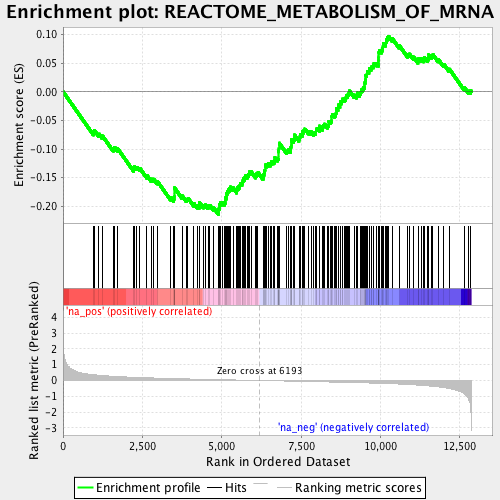 Enrichment plot: REACTOME_METABOLISM_OF_MRNA
Enrichment score (ES)
0.10
0.05
0.00
-0.05
-0.10
-0.15
-0.20
'na_pos' (positively correlated)
Ranked list metric (PreRanked)
4
3
2
1
0
-1
-2
-3
Zero cross at 6193
'na_neg' (negatively correlated)
0
2,500
5,000
7,500
10,000
12,500
Rank in Ordered Dataset
Enrichment profile
Hits
Ranking metric scores